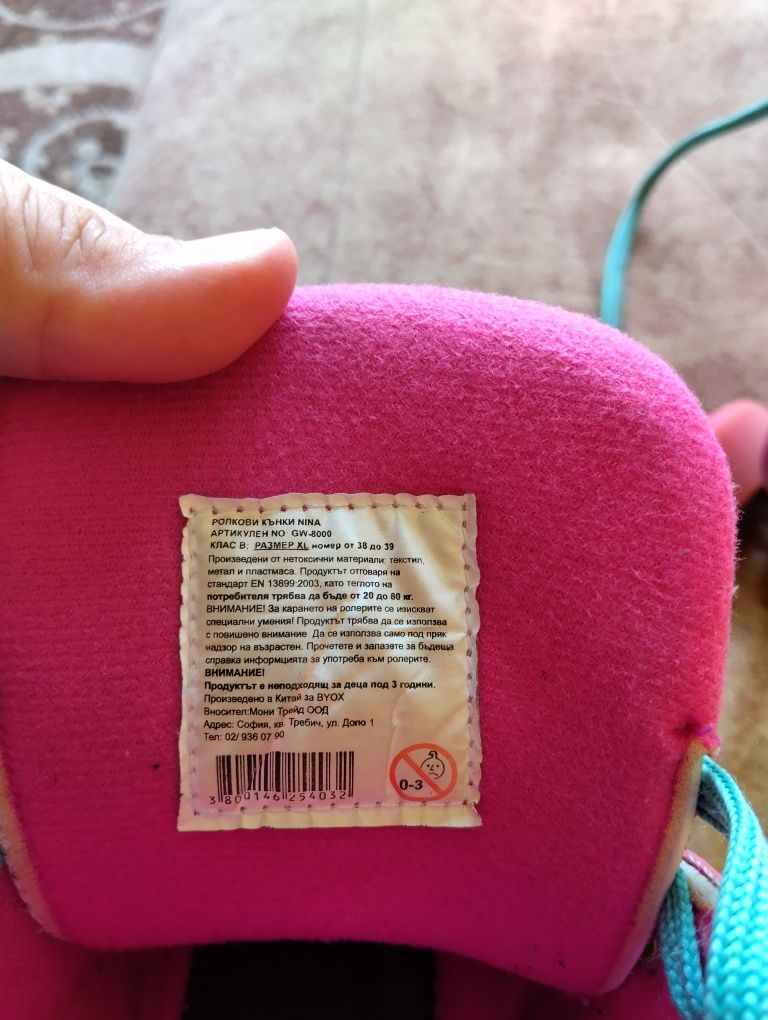 РОЛКОВИ КЪНКИ NINA
АРТИКУЛЕН NO: GW-8000
КЛАС B: РАЗМЕР XL номер от 38 до 39
Произведени от нетоксични материали: текстил,
метал и пластмаса. Продуктът отговаря на
стандарт EN 13899:2003, като теглото на
потребителя трябва да бъде от 20 до 60 кг.
ВНИМАНИЕ! За карането на ролерите се изискват
специални умения! Продуктът трябва да се използва
с повишено внимание. Да се използва само под пряк
надзор на възрастен. Прочетете и запазете за бъдеща
справка информцията за употреба към ролерите.
ВНИМАНИЕ!
Продуктът е неподходящ за деца под 3 години.
Произведено в Китай за BYOX
Вносител:Мони Трейд ООД
Адрес: София, кв. Требич, ул. Доло 1
Тел: 02/ 936 07 90
3 800146 254032
0-3